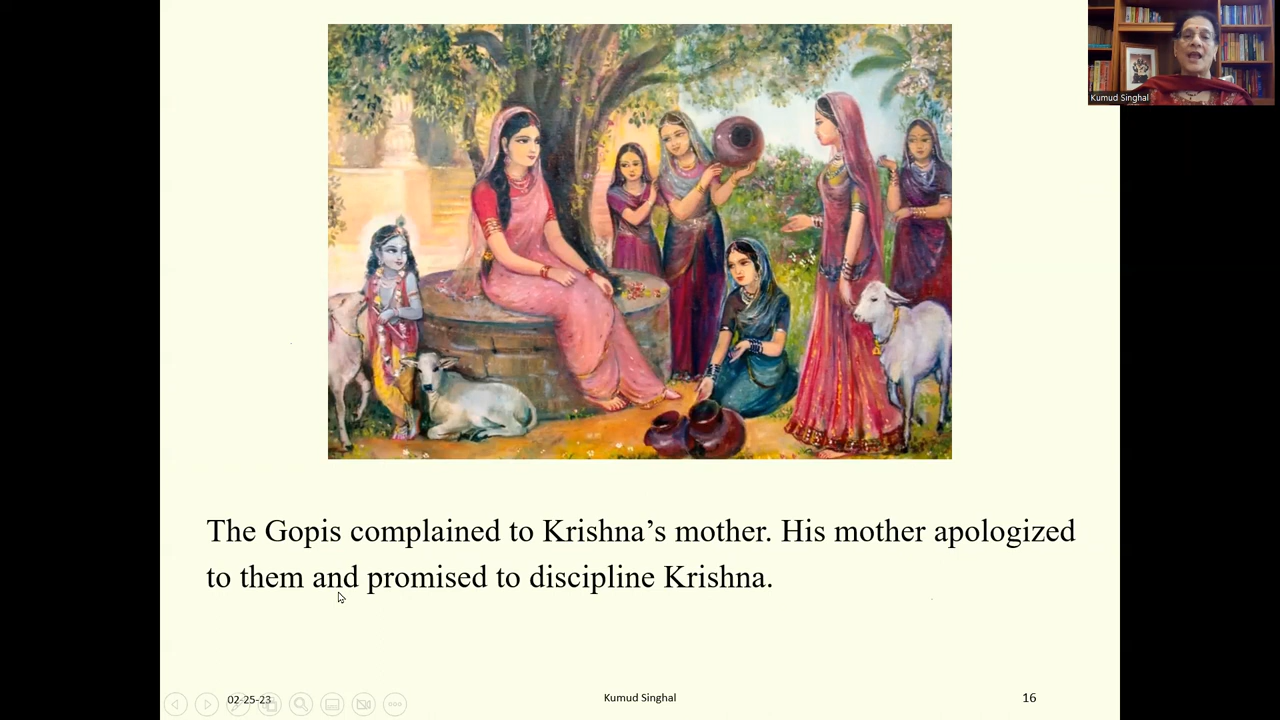 Kumud Singhal
The Gopis complained to Krishna’s mother. His mother apologized
to them and promised to discipline Krishna.
02-25-23
Kumud Singhal
16